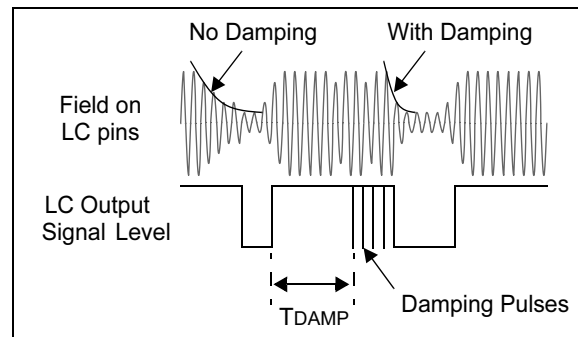 No Damping
With Damping
Field on
LC pins
LC Output
Signal Level
TDAMP
Damping Pulses